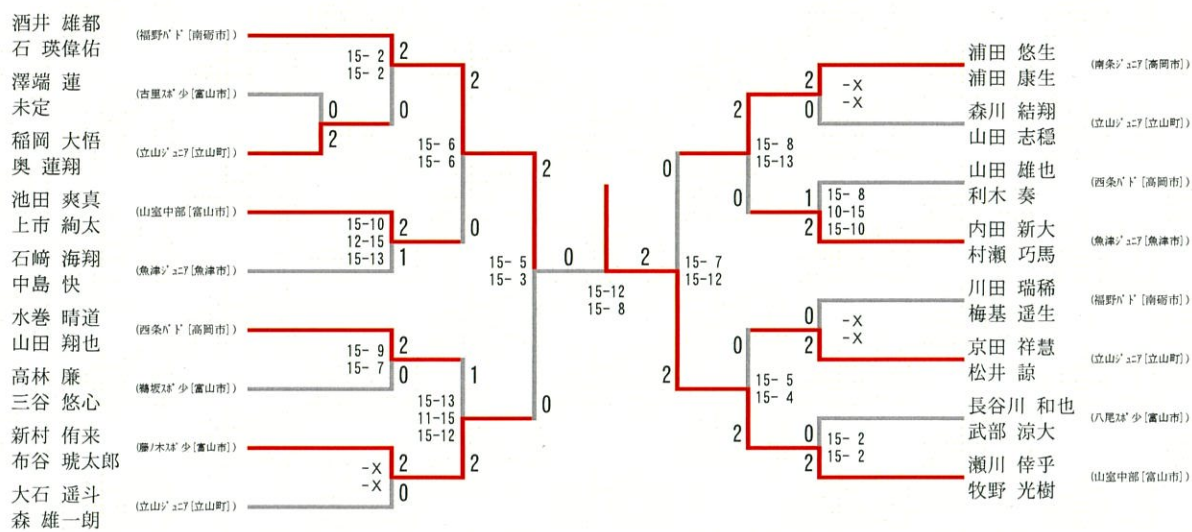 酒井 雄都
石 瑛偉佑
(福野ﾊﾞﾄﾞ[南砺市])
澤端 蓮
未定
(古里ｽﾎﾟ少[富山市])
稲岡 大悟
奥 蓮翔
(立山ｼﾞｭﾆｱ[立山町])
池田 爽真
上市 絢太
(山室中部[富山市])
石﨑 海翔
中島 快
(魚津ｼﾞｭﾆｱ[魚津市])
水巻 晴道
山田 翔也
(西条ﾊﾞﾄﾞ[高岡市])
高林 廉
三谷 悠心
(鵜坂ｽﾎﾟ少[富山市])
新村 侑来
布谷 琥太郎
(藤ﾉ木ｽﾎﾟ少[富山市])
大石 遥斗
森 雄一朗
(立山ｼﾞｭﾆｱ[立山町])
0
2
15- 2
15- 2
2
0
15-10
12-15
15-13
2
1
15- 9
15- 7
2
0
-X
-X
2
0
15- 6
15- 6
2
0
15-13
11-15
15-12
1
2
15- 5
15- 3
2
0
0
2
15-12
15- 8
0
2
15- 7
15-12
2
0
15- 8
15-13
0
2
15- 5
15- 4
2
0
-X
-X
1
2
15- 8
10-15
15-10
0
2
-X
-X
0
2
15- 2
15- 2
浦田 悠生
浦田 康生
(南条ｼﾞｭﾆｱ[高岡市])
森川 結翔
山田 志穏
(立山ｼﾞｭﾆｱ[立山町])
山田 雄也
利木 奏
(西条ﾊﾞﾄﾞ[高岡市])
内田 新大
村瀬 巧馬
(魚津ｼﾞｭﾆｱ[魚津市])
川田 瑞稀
梅基 遥生
(福野ﾊﾞﾄﾞ[南砺市])
京田 祥慧
松井 諒
(立山ｼﾞｭﾆｱ[立山町])
長谷川 和也
武部 涼大
(八尾ｽﾎﾟ少[富山市])
瀬川 倖乎
牧野 光樹
(山室中部[富山市])